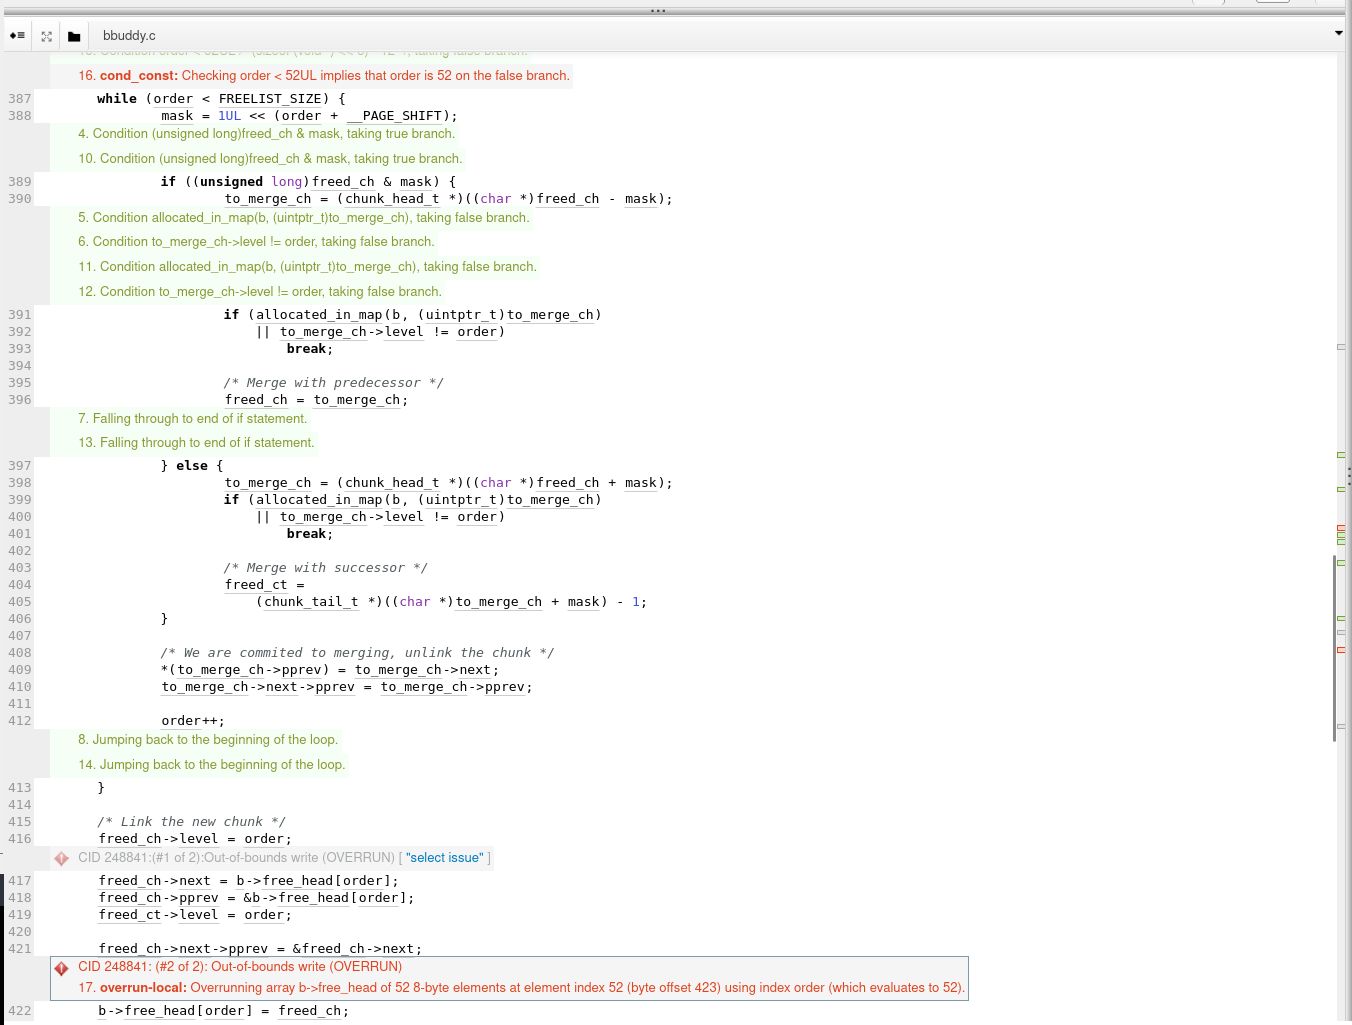 bbuddy.c
16. cond_const: Checking order < 52UL implies that order is 52 on the false branch.
387 while (order < FREELIST_SIZE) {
388 mask = 1UL << (order + __PAGE_SHIFT);
4. Condition (unsigned long)freed_ch & mask, taking true branch.
10. Condition (unsigned long)freed_ch & mask, taking true branch.
389 if ((unsigned long)freed_ch & mask) {
390 to_merge_ch = (chunk_head_t *)((char *)freed_ch - mask);
5. Condition allocated_in_map(b, (uintptr_t)to_merge_ch), taking false branch.
6. Condition to_merge_ch->level != order, taking false branch.
11. Condition allocated_in_map(b, (uintptr_t)to_merge_ch), taking false branch.
12. Condition to_merge_ch->level != order, taking false branch.
391 if (allocated_in_map(b, (uintptr_t)to_merge_ch)
392 || to_merge_ch->level != order)
393 break;
394
395 /* Merge with predecessor */
396 freed_ch = to_merge_ch;
7. Falling through to end of if statement.
13. Falling through to end of if statement.
397 } else {
398 to_merge_ch = (chunk_head_t *)((char *)freed_ch + mask);
399 if (allocated_in_map(b, (uintptr_t)to_merge_ch)
400 || to_merge_ch->level != order)
401 break;
402
403 /* Merge with successor */
404 freed_ct =
405 (chunk_tail_t *)((char *)to_merge_ch + mask) - 1;
406 }
407
408 /* We are commited to merging, unlink the chunk */
409 *(to_merge_ch->pprev) = to_merge_ch->next;
410 to_merge_ch->next->pprev = to_merge_ch->pprev;
411
412 order++;
8. Jumping back to the beginning of the loop.
14. Jumping back to the beginning of the loop.
413 }
414
415 /* Link the new chunk */
416 freed_ch->level = order;
CID 248841:(#1 of 2):Out-of-bounds write (OVERRUN) [ "select issue" ]
417 freed_ch->next = b->free_head[order];
418 freed_ch->pprev = &b->free_head[order];
419 freed_ct->level = order;
420
421 freed_ch->next->pprev = &freed_ch->next;
CID 248841: (#2 of 2): Out-of-bounds write (OVERRUN)
17. overrun-local: Overrunning array b->free_head of 52 8-byte elements at element index 52 (byte offset 423) using index order (which evaluates to 52).
422 b->free_head[order] = freed_ch;